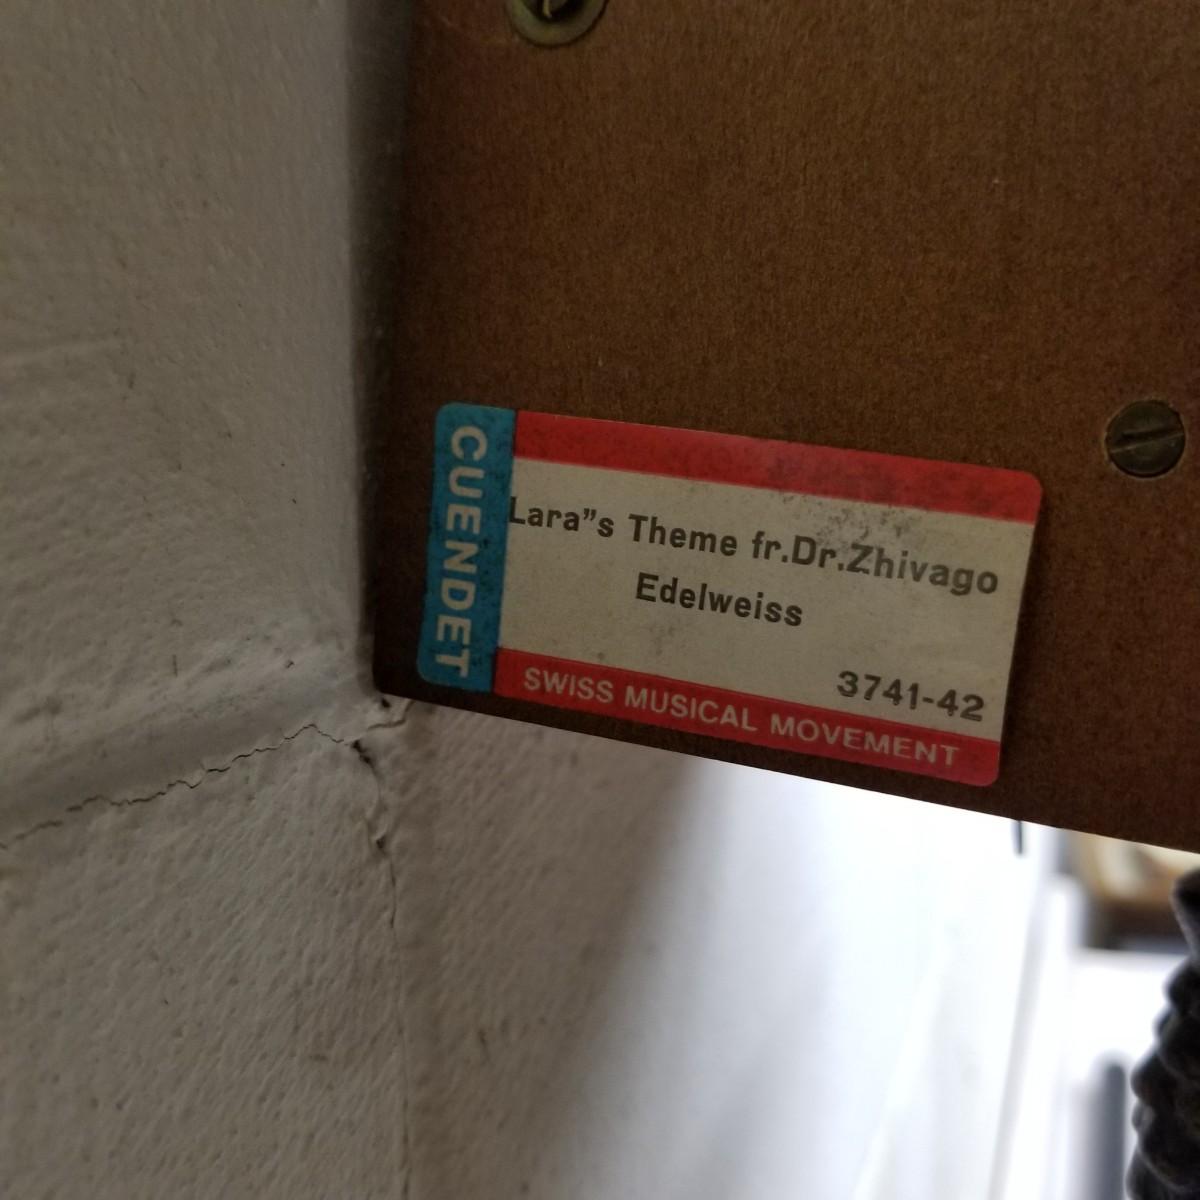 CUENDET
Lara"s Theme fr.Dr.Zhivago
Edelweiss
3741-42
SWISS MUSICAL MOVEMENT